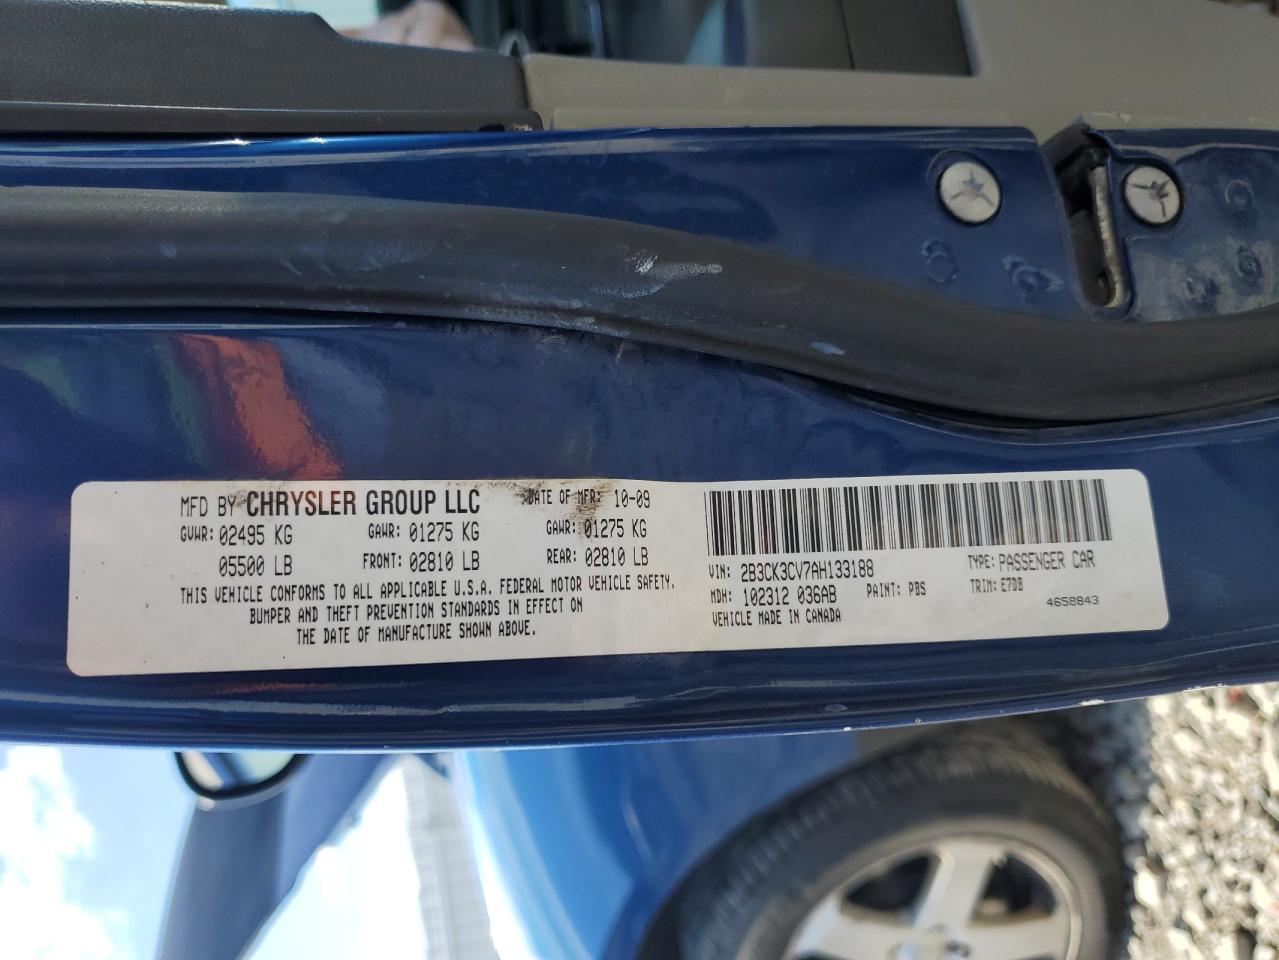 MFD BY CHRYSLER GROUP LLC DATE OF MFR: 10-09
GVWR: 02495 KG GAWR: 01275 KG GAWR: 01275 KG
05500 LB FRONT: 02810 LB REAR: 02810 LB
THIS VEHICLE CONFORMS TO ALL APPLICABLE U.S.A. FEDERAL MOTOR VEHICLE SAFETY,
BUMPER AND THEFT PREVENTION STANDARDS IN EFFECT ON
THE DATE OF MANUFACTURE SHOWN ABOVE.
VIN: 2B3CK3CV7AH133188 TYPE: PASSENGER CAR
MDH: 102312 036AB PAINT: PBS TRIM: E7DB
VEHICLE MADE IN CANADA 4658843